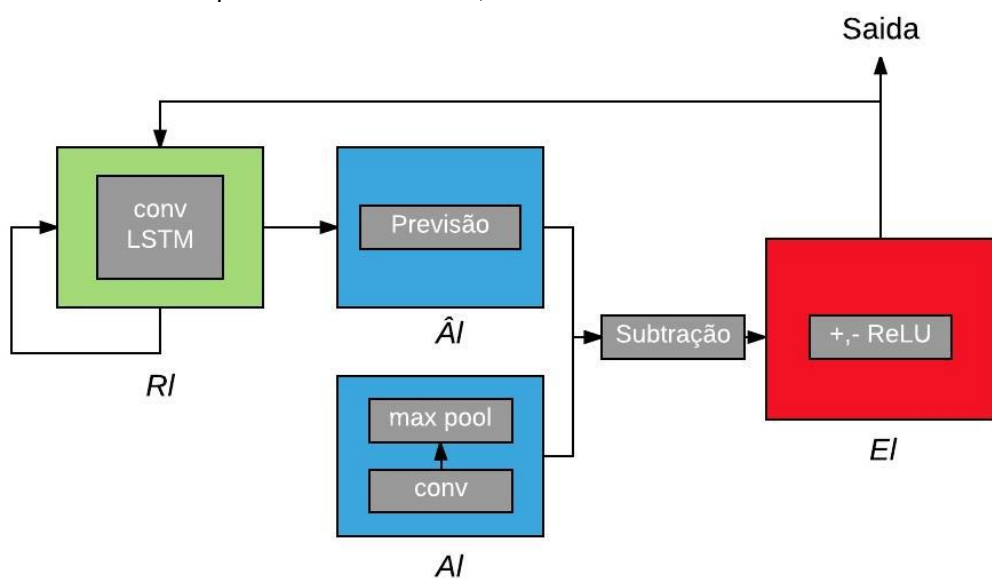 Saida
conv
LSTM
Rl
Previsão
Âl
max pool
conv
Al
Subtração
+,- ReLU
El